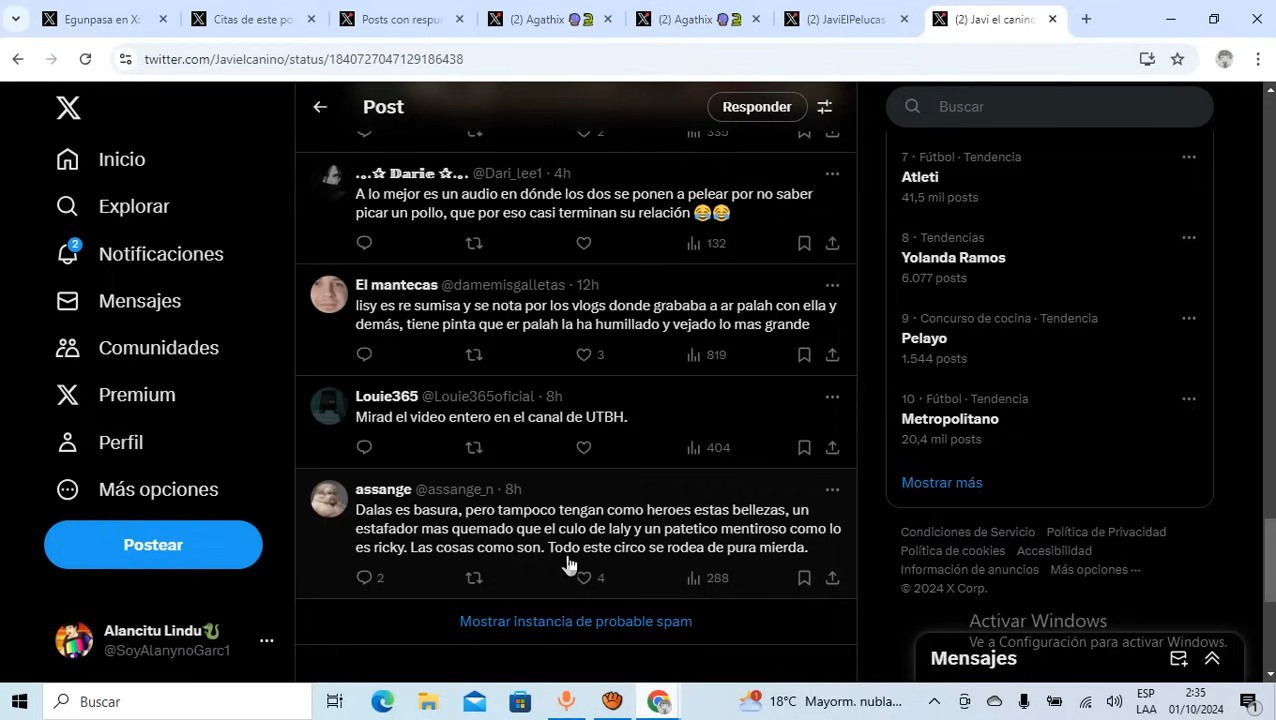 Egunpasa en X:
Citas de este po
Posts con respu
(2) Agathix
(2) Agathix
(2) JaviElPelucas
(2) Javi el canino
twitter.com/Javielcanino/status/1840727047129186438
Inicio
Explorar
2
Notificaciones
Mensajes
Comunidades
Premium
Perfil
Más opciones
Postear
Alancitu Lindu
@SoyAlanynoGarc1
Post
Responder
2
335
.ₒ.☆ Darie ☆.ₒ. @Dari_lee1 · 4h
A lo mejor es un audio en dónde los dos se ponen a pelear por no saber
picar un pollo, que por eso casi terminan su relación 😂😂
132
El mantecas @damemisgalletas · 12h
lisy es re sumisa y se nota por los vlogs donde grababa a ar palah con ella y
demás, tiene pinta que er palah la ha humillado y vejado lo mas grande
3
819
Louie365 @Louie365oficial · 8h
Mirad el video entero en el canal de UTBH.
404
assange @assange_n · 8h
Dalas es basura, pero tampoco tengan como heroes estas bellezas, un
estafador mas quemado que el culo de laly y un patetico mentiroso como lo
es ricky. Las cosas como son. Todo este circo se rodea de pura mierda.
2
4
288
Mostrar instancia de probable spam
Buscar
7 · Fútbol · Tendencia
Atleti
41,5 mil posts
8 · Tendencias
Yolanda Ramos
6.077 posts
9 · Concurso de cocina · Tendencia
Pelayo
1.544 posts
10 · Fútbol · Tendencia
Metropolitano
20,4 mil posts
Mostrar más
Condiciones de Servicio Política de Privacidad
Política de cookies Accesibilidad
Información de anuncios Más opciones ···
© 2024 X Corp.
Activar Windows
Ve a Configuración para activar Windows.
Mensajes
Buscar
1
18°C Mayorm. nubla...
ESP
LAA
2:35
01/10/2024
1